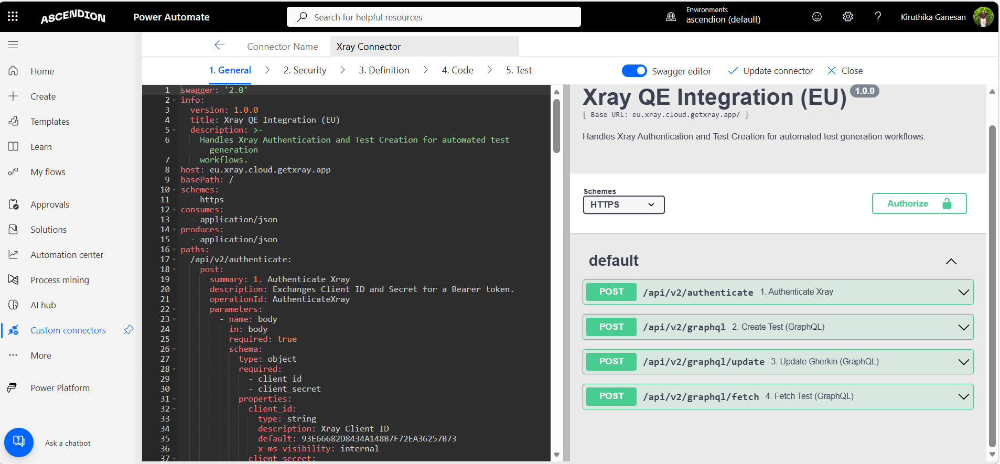 ASCENDION
Power Automate
Search for helpful resources
Environments
ascendion (default)
Kiruthika Ganesan
Home
Create
Templates
Learn
My flows
Approvals
Solutions
Automation center
Process mining
AI hub
Custom connectors
More
Power Platform
Ask a chatbot
Connector Name
Xray Connector
1. General
2. Security
3. Definition
4. Code
5. Test
Swagger editor
Update connector
Close
1 swagger: '2.0'
2 info:
3 version: 1.0.0
4 title: Xray QE Integration (EU)
5 description: >-
6 Handles Xray Authentication and Test Creation for automated test
generation
7 workflows.
8 host: eu.xray.cloud.getxray.app
9 basePath: /
10 schemes:
11 - https
12 consumes:
13 - application/json
14 produces:
15 - application/json
16 paths:
17 /api/v2/authenticate:
18 post:
19 summary: 1. Authenticate Xray
20 description: Exchanges Client ID and Secret for a Bearer token.
21 operationId: AuthenticateXray
22 parameters:
23 - name: body
24 in: body
25 required: true
26 schema:
27 type: object
28 required:
29 - client_id
30 - client_secret
31 properties:
32 client_id:
33 type: string
34 description: Xray Client ID
35 default: 93E66682D8434A148B7F72EA36257B73
36 x-ms-visibility: internal
37 client_secret:
Xray QE Integration (EU) 1.0.0
[ Base URL: eu.xray.cloud.getxray.app/ ]
Handles Xray Authentication and Test Creation for automated test generation workflows.
Schemes
HTTPS
Authorize
default
POST /api/v2/authenticate 1. Authenticate Xray
POST /api/v2/graphql 2. Create Test (GraphQL)
POST /api/v2/graphql/update 3. Update Gherkin (GraphQL)
POST /api/v2/graphql/fetch 4. Fetch Test (GraphQL)